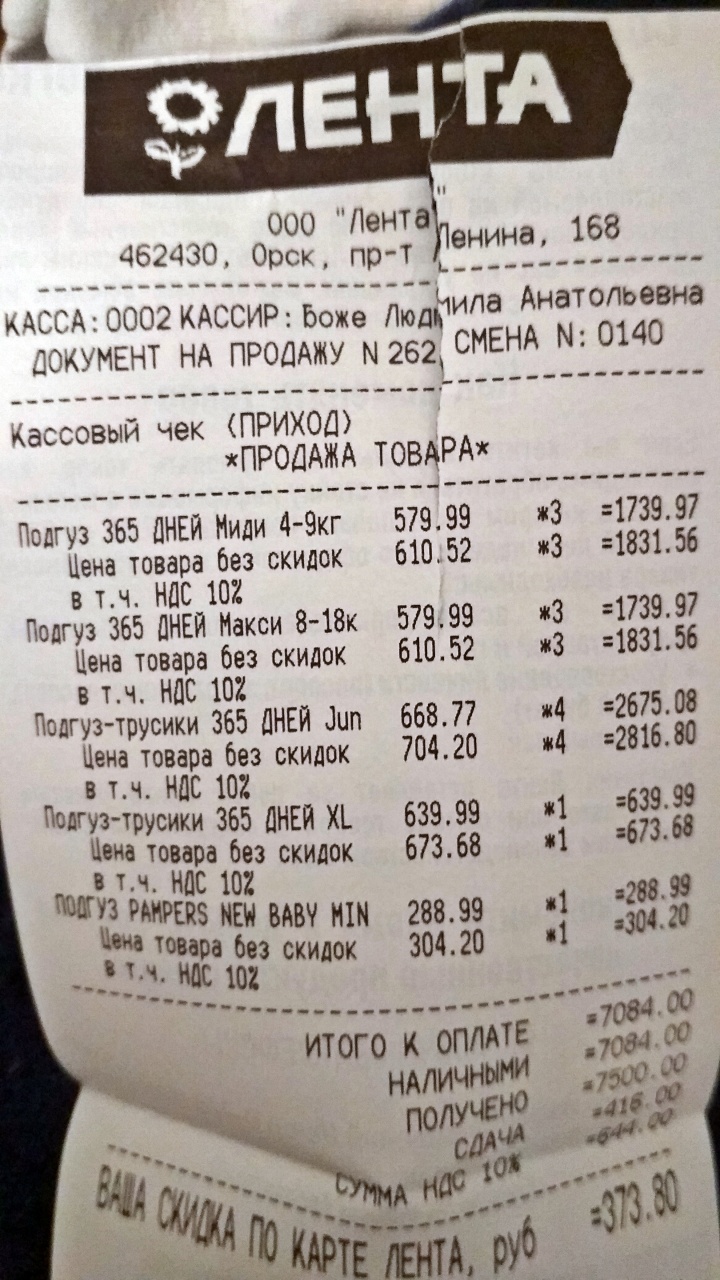 ЛЕНТА
ООО "Лента"
462430, Орск, пр-т Ленина, 168
КАССА:0002 КАССИР: Боже Людмила Анатольевна
ДОКУМЕНТ НА ПРОДАЖУ N 262 СМЕНА N: 0140
Кассовый чек (ПРИХОД)
*ПРОДАЖА ТОВАРА*
Подгуз 365 ДНЕЙ Миди 4-9кг 579.99 *3 =1739.97
Цена товара без скидок 610.52 *3 =1831.56
в т.ч. НДС 10%
Подгуз 365 ДНЕЙ Макси 8-18к 579.99 *3 =1739.97
Цена товара без скидок 610.52 *3 =1831.56
в т.ч. НДС 10%
Подгуз-трусики 365 ДНЕЙ Jun 668.77 *4 =2675.08
Цена товара без скидок 704.20 *4 =2816.80
в т.ч. НДС 10%
Подгуз-трусики 365 ДНЕЙ XL 639.99 *1 =639.99
Цена товара без скидок 673.68 *1 =673.68
в т.ч. НДС 10%
ПОДГУЗ PAMPERS NEW BABY MIN 288.99 *1 =288.99
Цена товара без скидок 304.20 *1 =304.20
в т.ч. НДС 10%
ИТОГО К ОПЛАТЕ =7084.00
НАЛИЧНЫМИ =7084.00
ПОЛУЧЕНО =7500.00
СДАЧА =416.00
СУММА НДС 10% =644.00
ВАША СКИДКА ПО КАРТЕ ЛЕНТА, руб =373.80